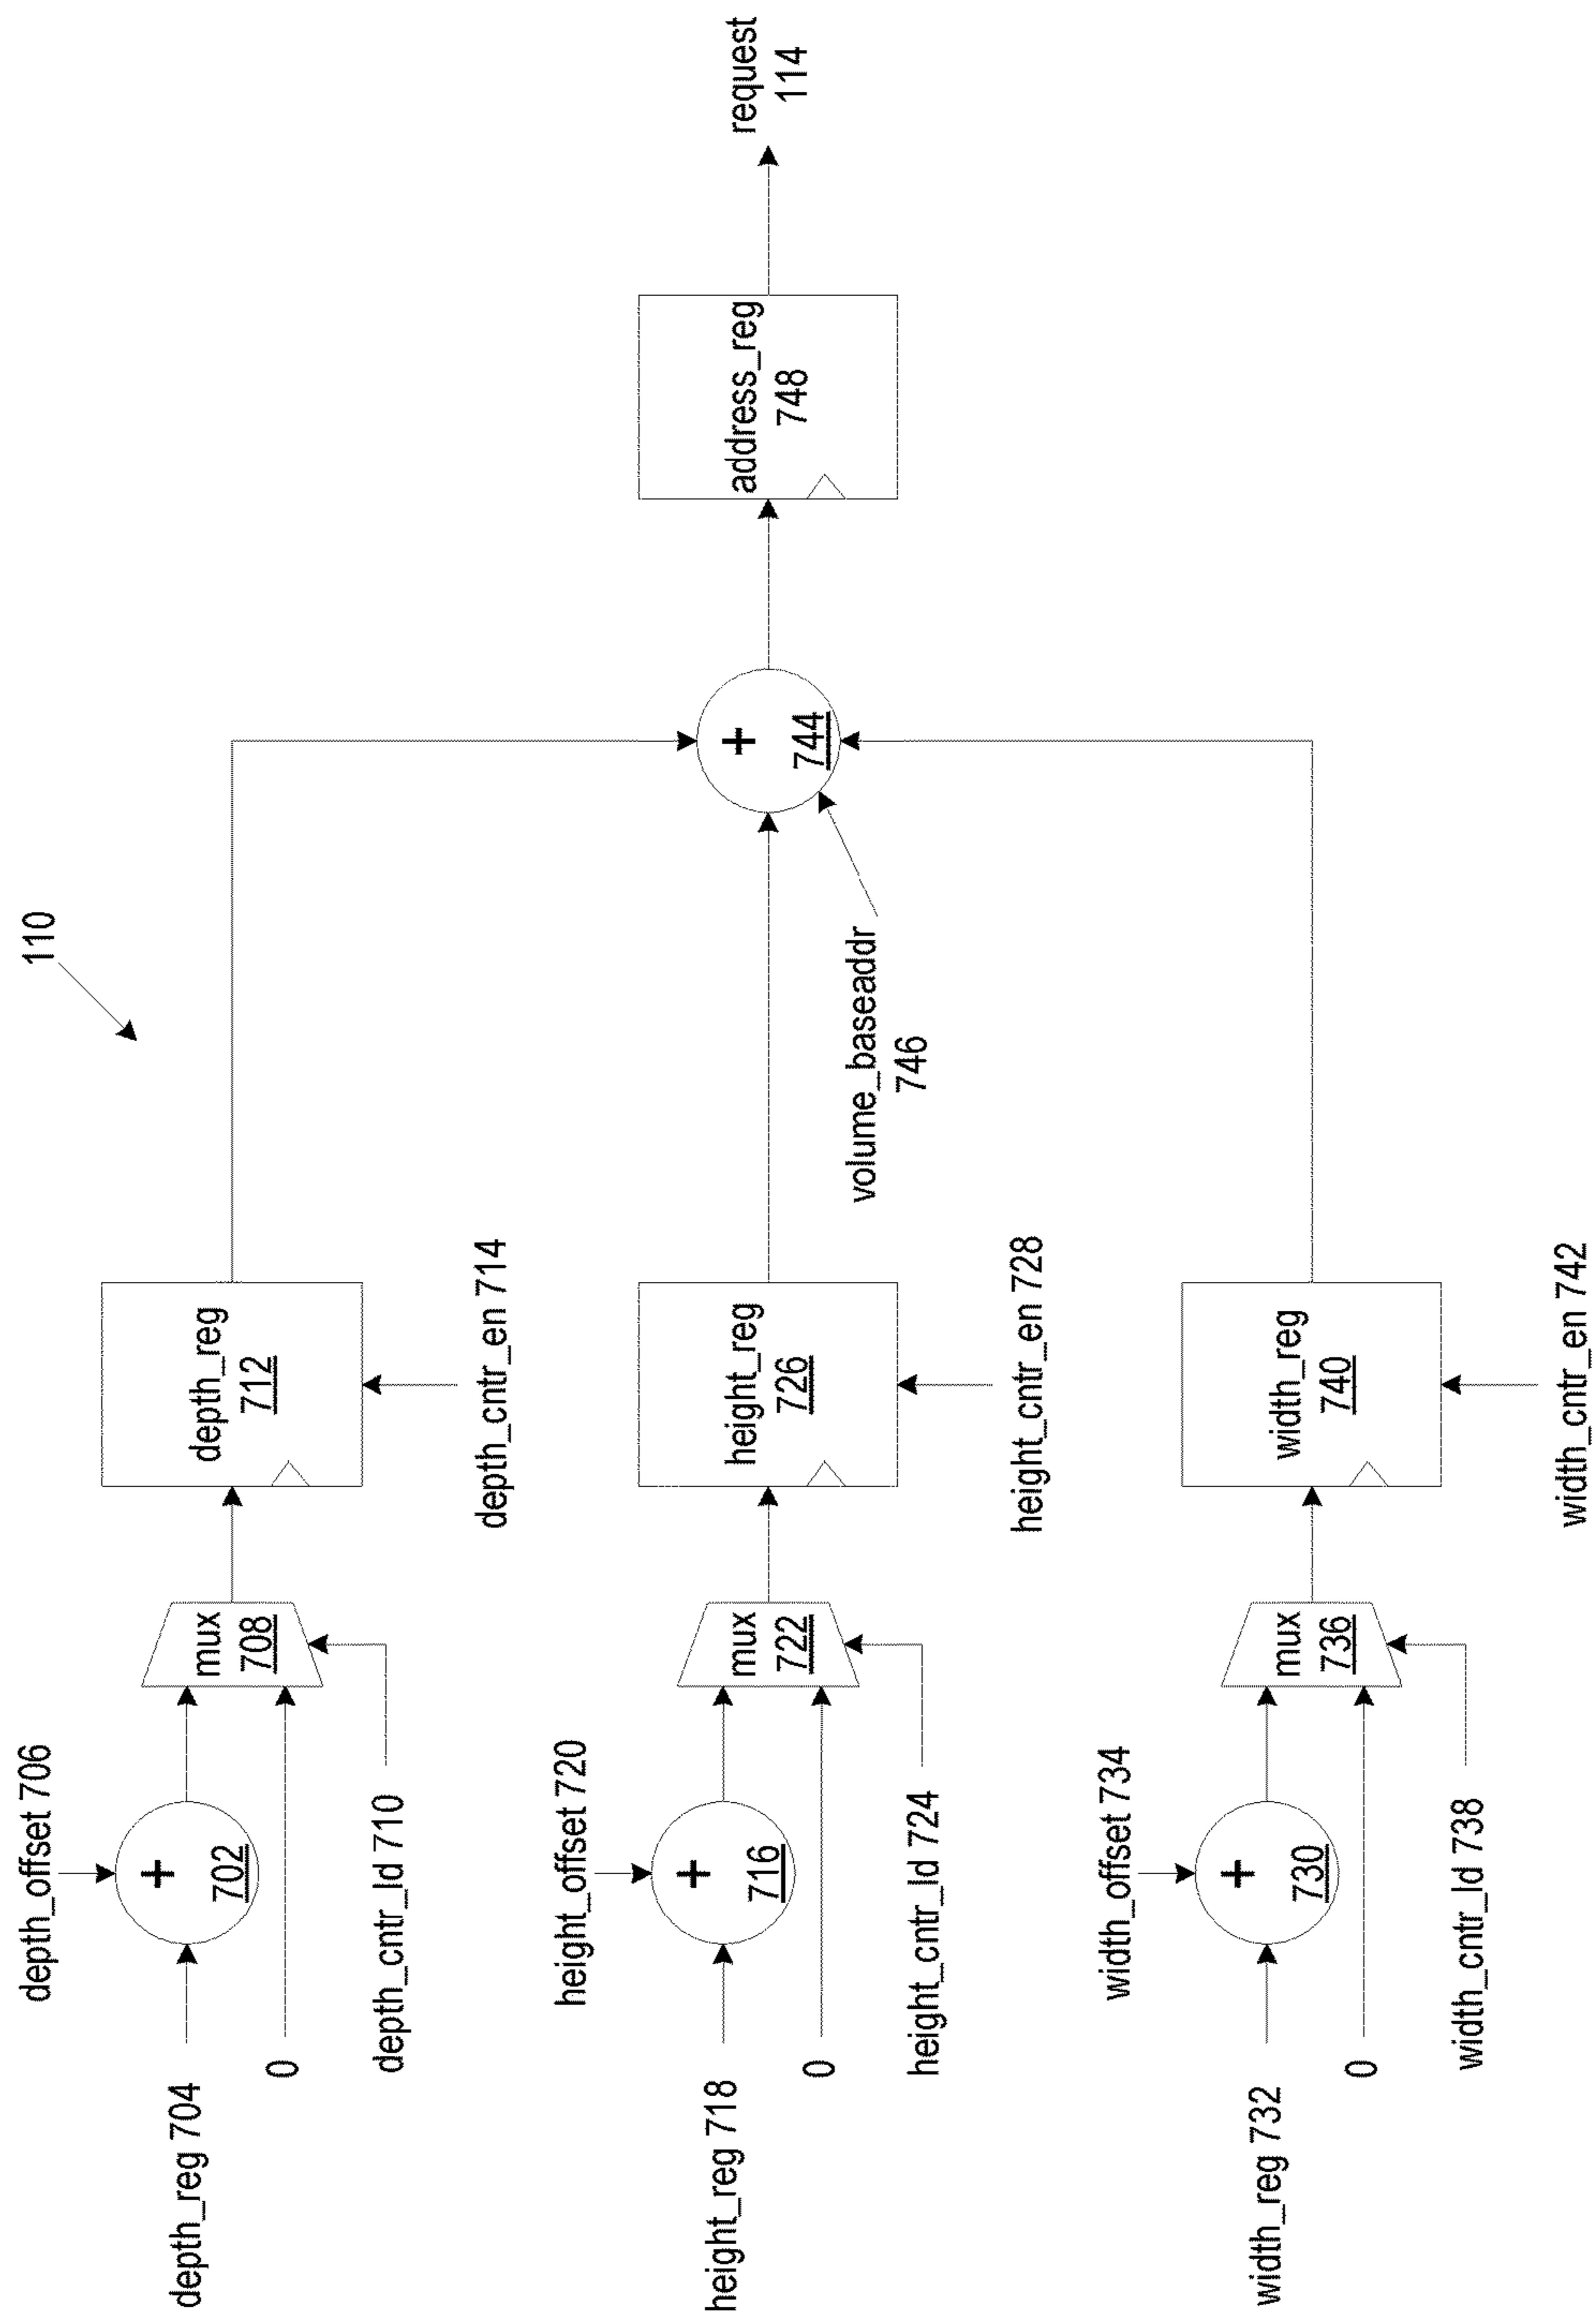 110
depth_offset 706
+
702
depth_reg 704
0
mux
708
depth_cntr_ld 710
depth_reg
712
depth_cntr_en 714
height_offset 720
+
716
height_reg 718
0
mux
722
height_cntr_ld 724
height_reg
726
height_cntr_en 728
width_offset 734
+
730
width_reg 732
0
mux
736
width_cntr_ld 738
width_reg
740
width_cntr_en 742
+
744
volume_baseaddr
746
address_reg
748
request
114